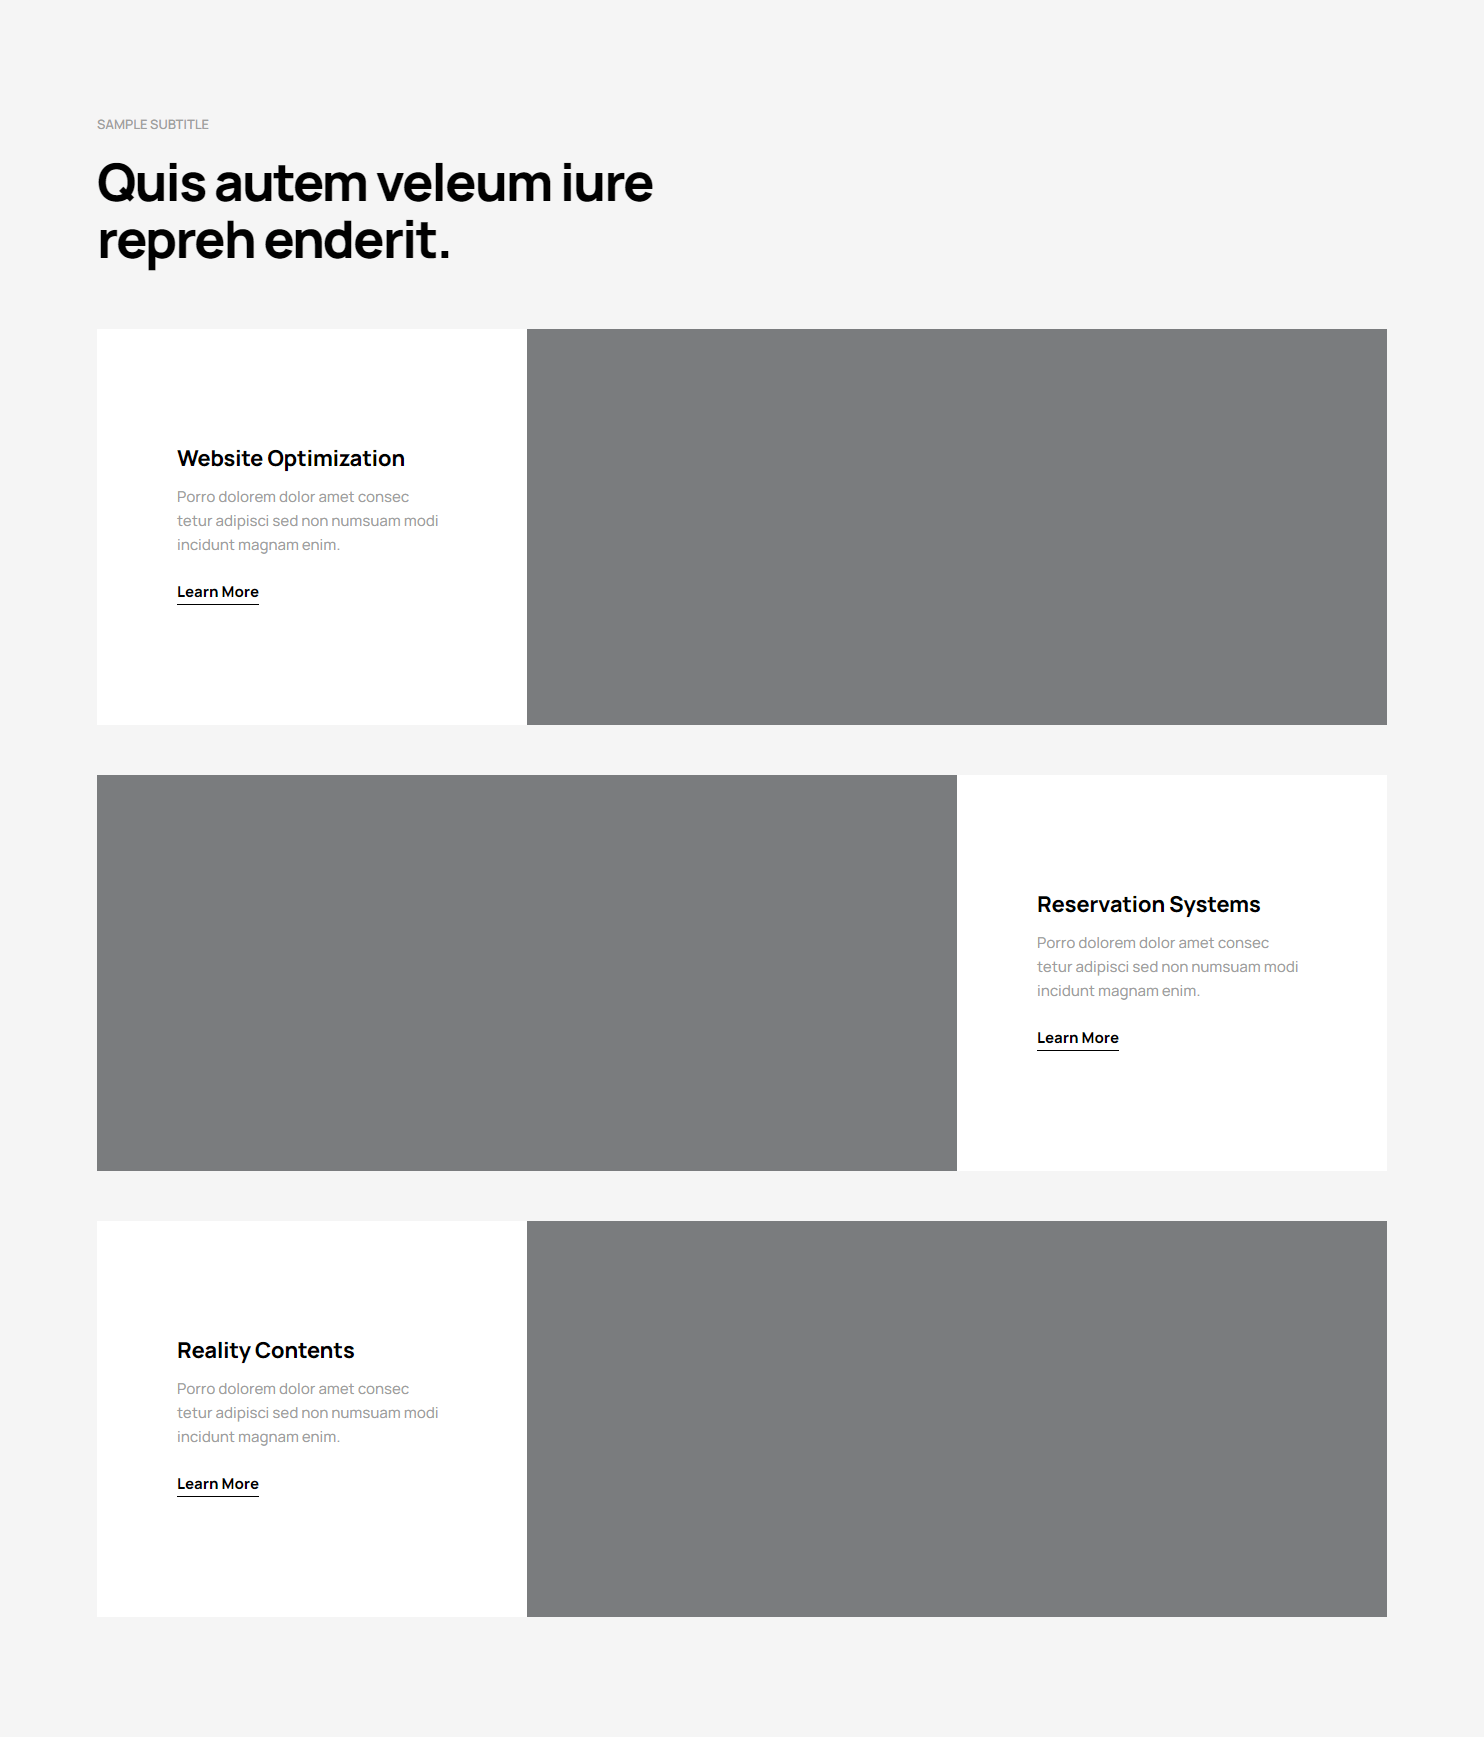 SAMPLE SUBTITLE
Quis autem veleum iure
repreh enderit.
Website Optimization
Porro dolorem dolor amet consec
tetur adipisci sed non numsuam modi
incidunt magnam enim.
Learn More
Reservation Systems
Porro dolorem dolor amet consec
tetur adipisci sed non numsuam modi
incidunt magnam enim.
Learn More
Reality Contents
Porro dolorem dolor amet consec
tetur adipisci sed non numsuam modi
incidunt magnam enim.
Learn More